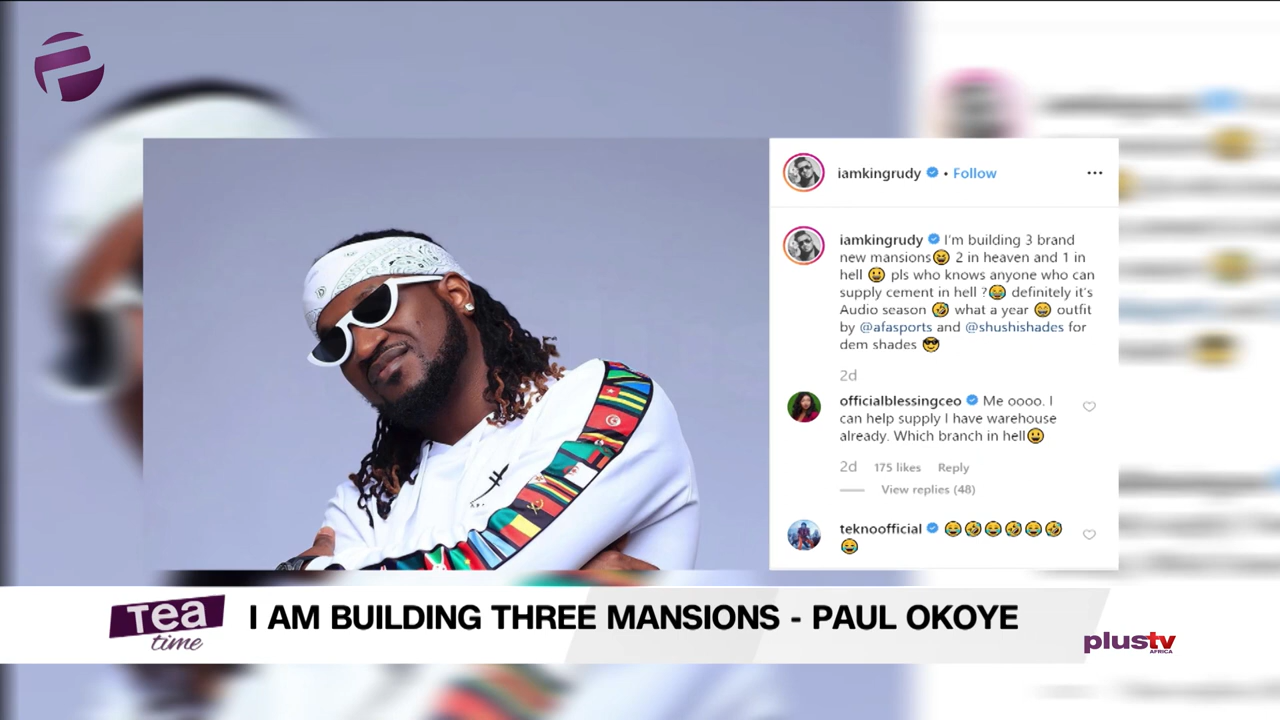 iamkingrudy • Follow
iamkingrudy I'm building 3 brand
new mansions😆 2 in heaven and 1 in
hell 😀 pls who knows anyone who can
supply cement in hell ?😂 definitely it's
Audio season 🤣 what a year 😄 outfit
by @afasports and @shushishades for
dem shades 😎
2d
officialblessingceo Me oooo. I
can help supply I have warehouse
already. Which branch in hell😀
2d 175 likes Reply
View replies (48)
teknoofficial 😂🤣😂🤣😂🤣
😂
Tea
time
I AM BUILDING THREE MANSIONS - PAUL OKOYE
plustv
AFRICA